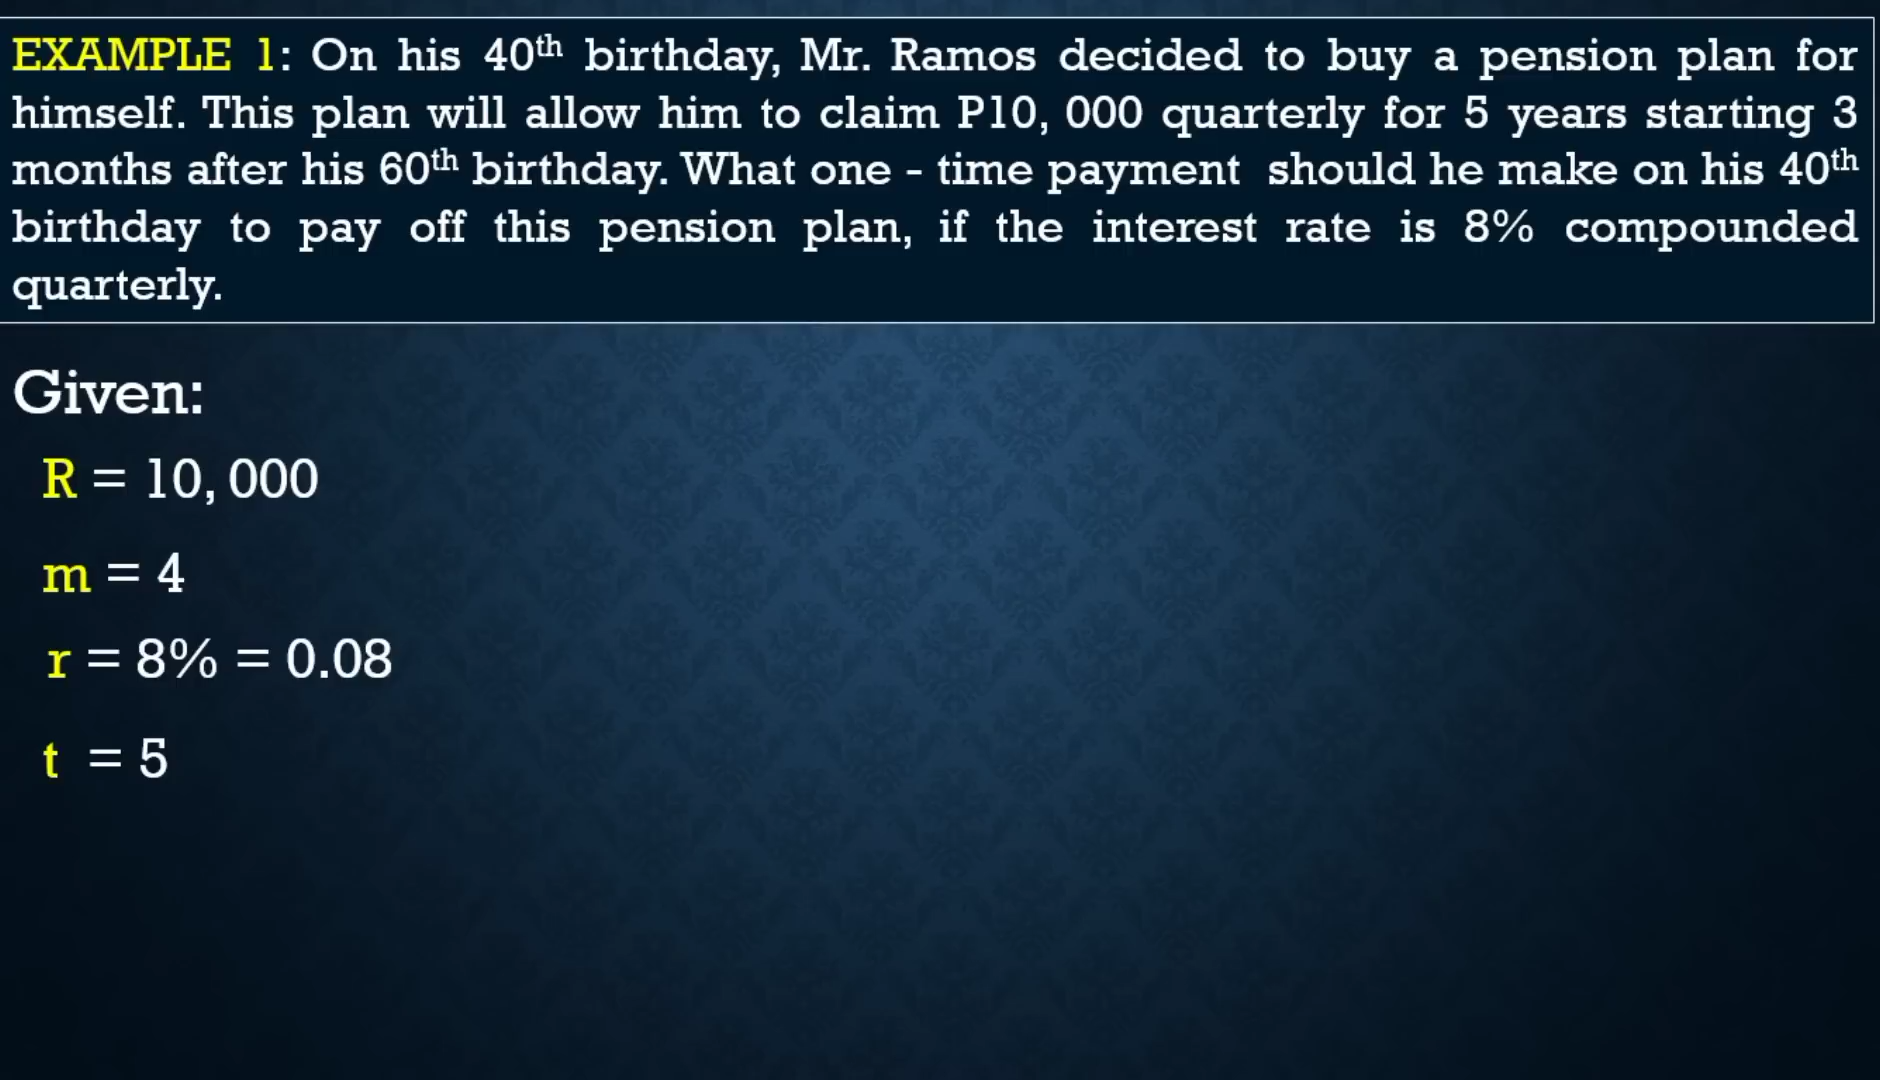 EXAMPLE 1: On his 40th birthday, Mr. Ramos decided to buy a pension plan for
himself. This plan will allow him to claim P10, 000 quarterly for 5 years starting 3
months after his 60th birthday. What one - time payment should he make on his 40th
birthday to pay off this pension plan, if the interest rate is 8% compounded
quarterly.
Given:
R = 10, 000
m = 4
r = 8% = 0.08
t = 5